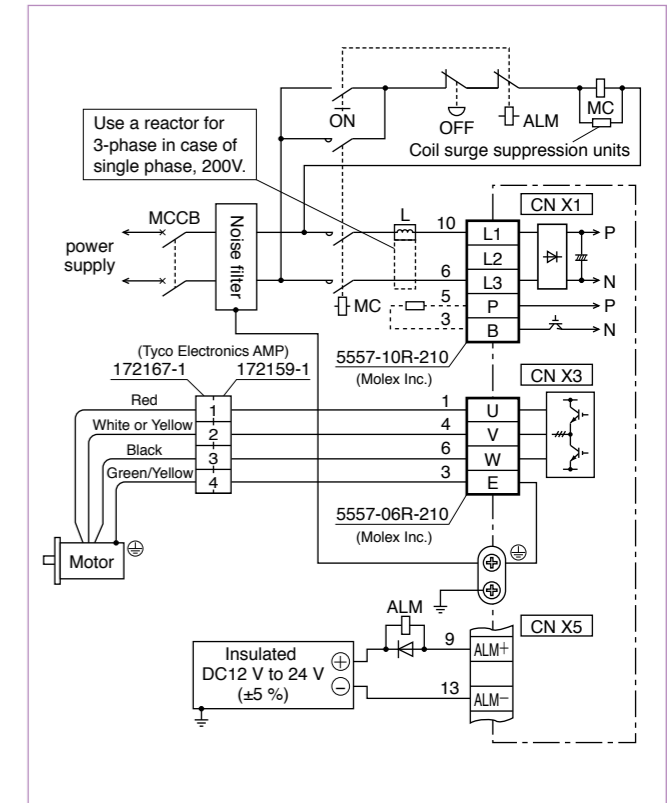 ON
OFF
ALM
MC
Coil surge suppression units
Use a reactor for
3-phase in case of
single phase, 200V.
MCCB
power
supply
Noise filter
L
MC
10
6
5
3
L1
L2
L3
P
B
CN X1
P
N
P
N
5557-10R-210
(Molex Inc.)
(Tyco Electronics AMP)
172167-1
172159-1
Red
White or Yellow
Black
Green/Yellow
1
2
3
4
1
4
6
3
U
V
W
E
CN X3
5557-06R-210
(Molex Inc.)
Motor
ALM
Insulated
DC12 V to 24 V
(±5 %)
+
−
9
13
ALM+
ALM−
CN X5